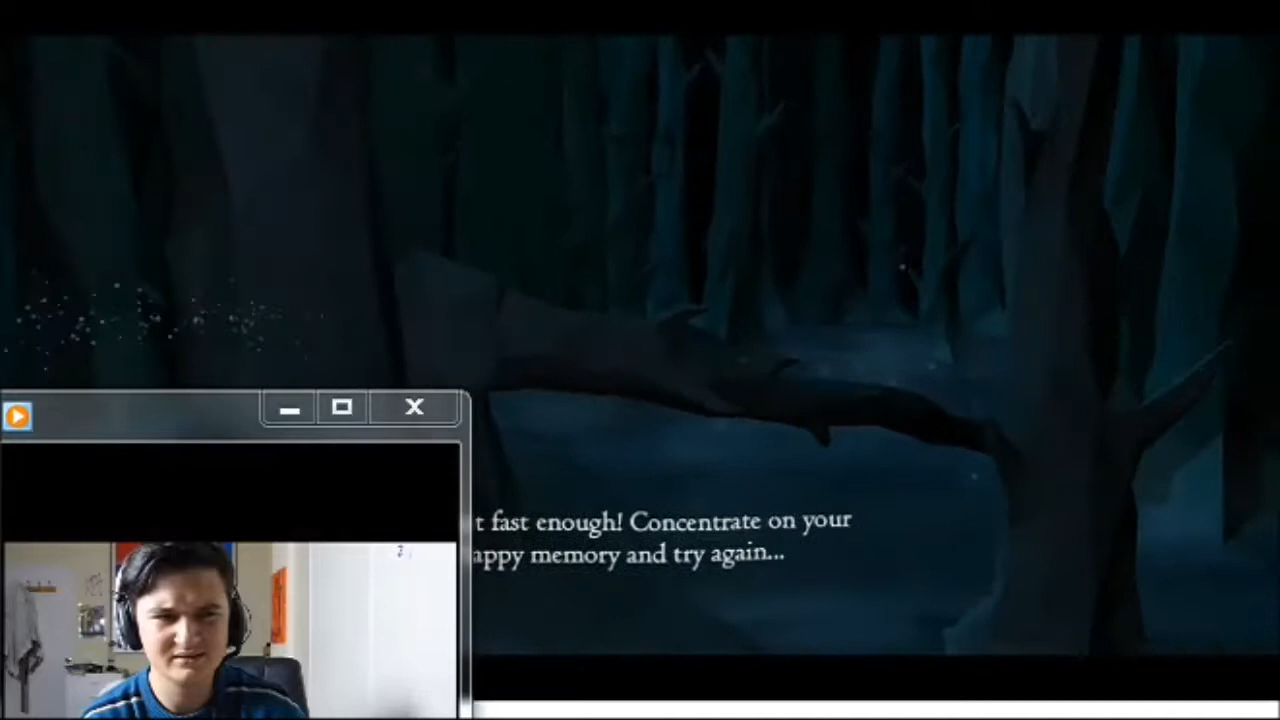 t fast enough! Concentrate on your
appy memory and try again...